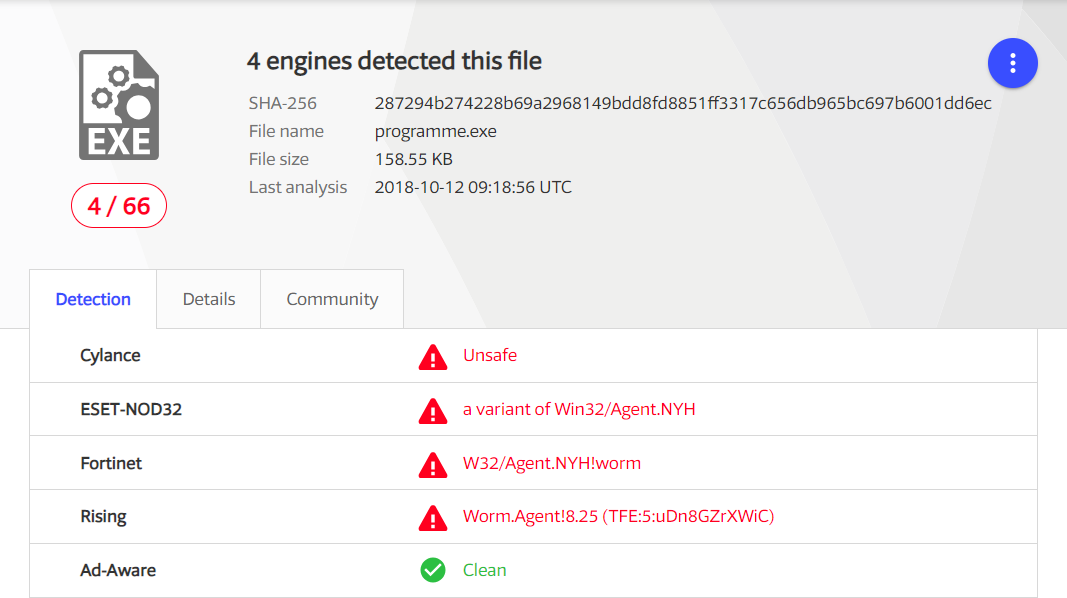 EXE
4 / 66
4 engines detected this file
SHA-256 287294b274228b69a2968149bdd8fd8851ff3317c656db965bc697b6001dd6ec
File name programme.exe
File size 158.55 KB
Last analysis 2018-10-12 09:18:56 UTC
Detection Details Community
Cylance Unsafe
ESET-NOD32 a variant of Win32/Agent.NYH
Fortinet W32/Agent.NYH!worm
Rising Worm.Agent!8.25 (TFE:5:uDn8GZrXWiC)
Ad-Aware Clean